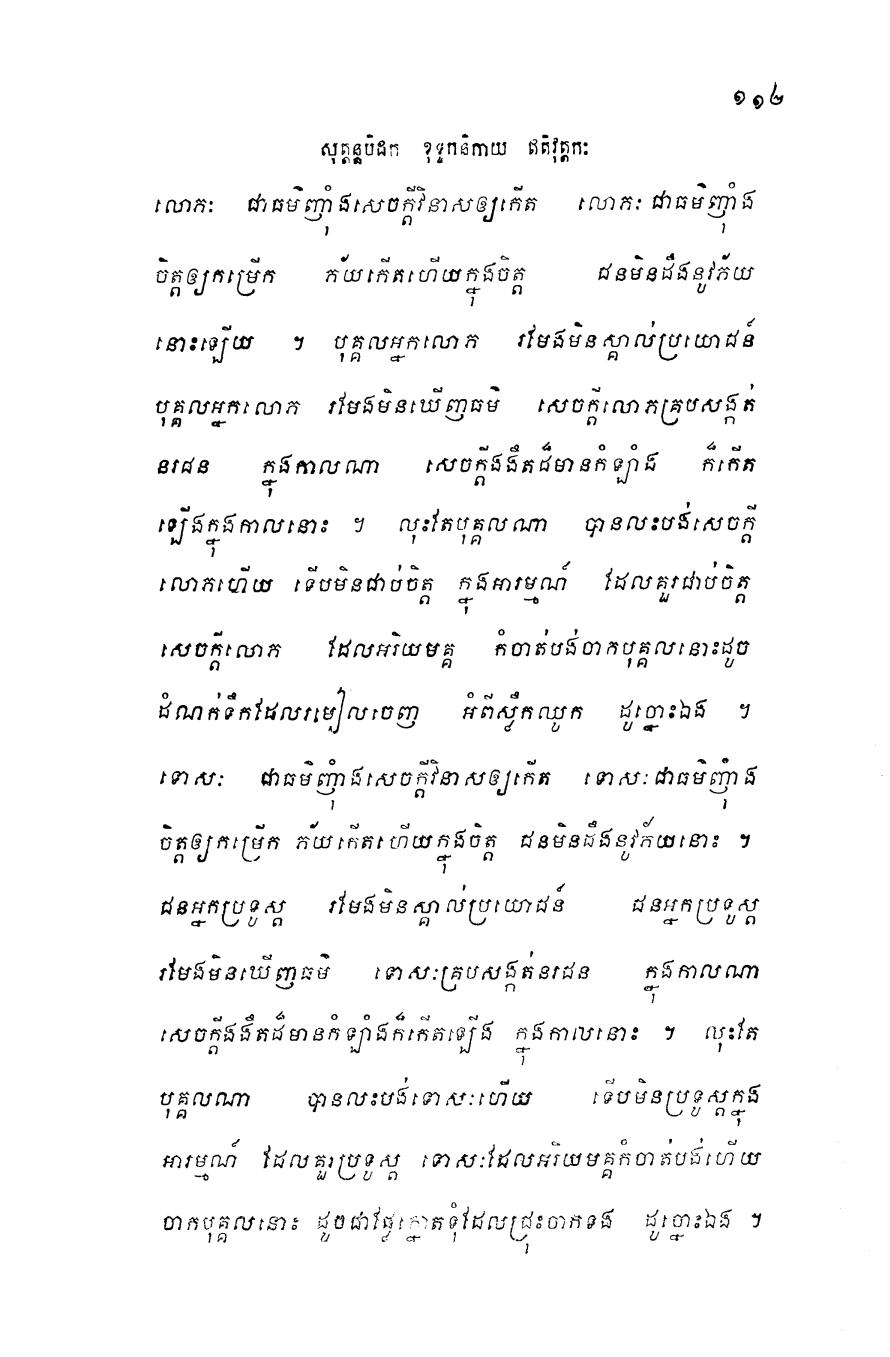 ១១២
សុត្តន្តបិដក ខុទ្ទកនិកាយ ឥតិវុត្តកៈ
លោភៈ ជាធម៌ញ៉ាំងសេចក្តីវិនាសឲ្យកើត លោភៈ ជាធម៌ញ៉ាំង
ចិត្តឲ្យកម្រើក ភ័យកើតហើយក្នុងចិត្ត ជនមិនដឹងនូវភ័យ
នោះឡើយ ។ បុគ្គលអ្នកលោភ រមែងមិនស្គាល់ប្រយោជន៍
បុគ្គលអ្នកលោភ រមែងមិនឃើញធម៌ សេចក្តីលោភគ្របសង្កត់
នរជន ក្នុងកាលណា សេចក្តីងងឹតដ៏មានកំឡាំង ក៏កើត
ឡើងក្នុងកាលនោះ ។ លុះតែបុគ្គលណា បានលះបង់សេចក្តី
លោភហើយ ទើបមិនជាប់ចិត្ត ក្នុងអារម្មណ៍ ដែលគួរជាប់ចិត្ត
សេចក្តីលោភ ដែលអរិយមគ្គ កំចាត់បង់ចាកបុគ្គលនោះដូច
ដំណក់ទឹកដែលរមៀលចេញ អំពីស្លឹកឈូក ដូច្នោះឯង ។
ទោសៈ ជាធម៌ញុំាងសេចក្តីវិនាសឲ្យកើត ទោសៈជាធម៌ញុំាង
ចិត្តឲ្យកម្រើក ភ័យកើតហើយក្នុងចិត្ត ជនមិនដឹងនូវភ័យនោះ ។
ជនអ្នកប្រទូស្ត រមែងមិនស្គាល់ប្រយោជន៍ ជនអ្នកប្រទូស្ត
រមែងមិនឃើញធម៌ ទោសៈគ្របសង្កត់នរជន ក្នុងកាលណា
សេចក្តីងងឹតដ៏មានកំឡាំងក៏កើតឡើង ក្នុងកាលនោះ ។ លុះតែ
បុគ្គលណា បានលះបង់ទោសៈហើយ ទើបមិនប្រទូស្តក្នុង
អារម្មណ៍ ដែលគួរប្រទូស្ត ទោសៈដែលអរិយមគ្គកំចាត់បង់ហើយ
ចាកបុគ្គលនោះ ដូចជាផ្លែត្នោតទុំដែលជ្រុះចាកទង ដូច្នោះឯង ។